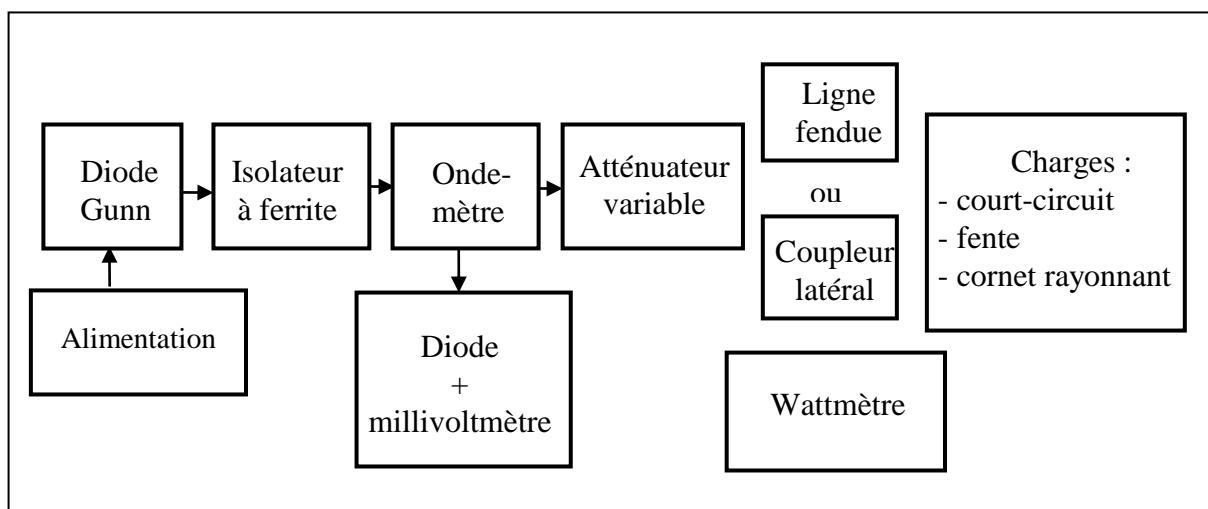 Diode
Gunn
Isolateur
à ferrite
Onde-
mètre
Atténuateur
variable
Ligne
fendue
ou
Coupleur
latéral
Charges :
- court-circuit
- fente
- cornet rayonnant
Alimentation
Diode
+
millivoltmètre
Wattmètre